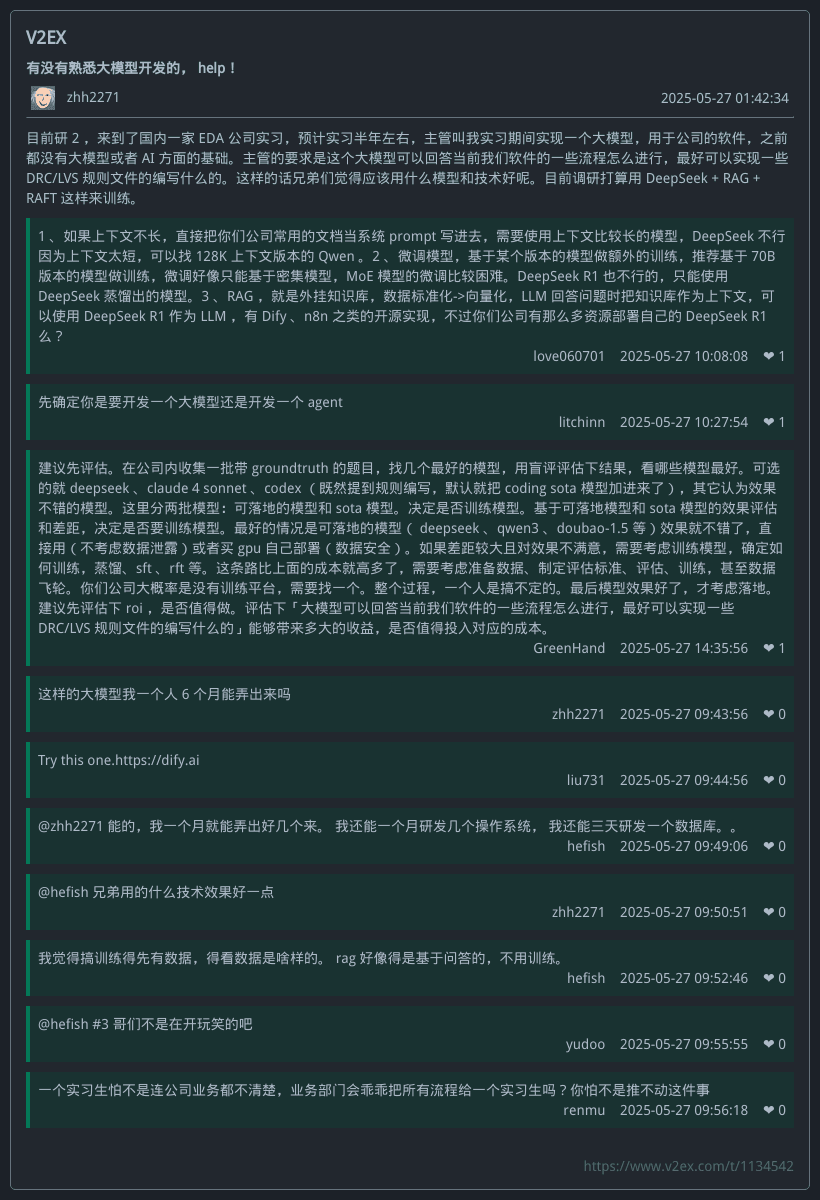 V2EX
有没有熟悉大模型开发的， help ！
zhh2271 2025-05-27 01:42:34
目前研 2 ，来到了国内一家 EDA 公司实习，预计实习半年左右，主管叫我实习期间实现一个大模型，用于公司的软件，之前
都没有大模型或者 AI 方面的基础。主管的要求是这个大模型可以回答当前我们软件的一些流程怎么进行，最好可以实现一些
DRC/LVS 规则文件的编写什么的。这样的话兄弟们觉得应该用什么模型和技术好呢。目前调研打算用 DeepSeek + RAG +
RAFT 这样来训练。
1 、如果上下文不长，直接把你们公司常用的文档当系统 prompt 写进去，需要使用上下文比较长的模型，DeepSeek 不行
因为上下文太短，可以找 128K 上下文版本的 Qwen 。2 、微调模型，基于某个版本的模型做额外的训练，推荐基于 70B
版本的模型做训练，微调好像只能基于密集模型，MoE 模型的微调比较困难。DeepSeek R1 也不行的，只能使用
DeepSeek 蒸馏出的模型。3 、RAG ，就是外挂知识库，数据标准化->向量化，LLM 回答问题时把知识库作为上下文，可
以使用 DeepSeek R1 作为 LLM ，有 Dify 、n8n 之类的开源实现，不过你们公司有那么多资源部署自己的 DeepSeek R1
么？
love060701 2025-05-27 10:08:08 ❤ 1
先确定你是要开发一个大模型还是开发一个 agent
litchinn 2025-05-27 10:27:54 ❤ 1
建议先评估。在公司内收集一批带 groundtruth 的题目，找几个最好的模型，用盲评评估下结果，看哪些模型最好。可选
的就 deepseek 、claude 4 sonnet 、codex （既然提到规则编写，默认就把 coding sota 模型加进来了），其它认为效果
不错的模型。这里分两批模型：可落地的模型和 sota 模型。决定是否训练模型。基于可落地模型和 sota 模型的效果评估
和差距，决定是否要训练模型。最好的情况是可落地的模型（ deepseek 、qwen3 、doubao-1.5 等）效果就不错了，直
接用（不考虑数据泄露）或者买 gpu 自己部署（数据安全）。如果差距较大且对效果不满意，需要考虑训练模型，确定如
何训练，蒸馏、sft 、rft 等。这条路比上面的成本就高多了，需要考虑准备数据、制定评估标准、评估、训练，甚至数据
飞轮。你们公司大概率是没有训练平台，需要找一个。整个过程，一个人是搞不定的。最后模型效果好了，才考虑落地。
建议先评估下 roi ，是否值得做。评估下「大模型可以回答当前我们软件的一些流程怎么进行，最好可以实现一些
DRC/LVS 规则文件的编写什么的」能够带来多大的收益，是否值得投入对应的成本。
GreenHand 2025-05-27 14:35:56 ❤ 1
这样的大模型我一个人 6 个月能弄出来吗
zhh2271 2025-05-27 09:43:56 ❤ 0
Try this one.https://dify.ai
liu731 2025-05-27 09:44:56 ❤ 0
@zhh2271 能的，我一个月就能弄出好几个来。 我还能一个月研发几个操作系统， 我还能三天研发一个数据库。。
hefish 2025-05-27 09:49:06 ❤ 0
@hefish 兄弟用的什么技术效果好一点
zhh2271 2025-05-27 09:50:51 ❤ 0
我觉得搞训练得先有数据，得看数据是啥样的。 rag 好像得是基于问答的，不用训练。
hefish 2025-05-27 09:52:46 ❤ 0
@hefish #3 哥们不是在开玩笑的吧
yudoo 2025-05-27 09:55:55 ❤ 0
一个实习生怕不是连公司业务都不清楚，业务部门会乖乖把所有流程给一个实习生吗？你怕不是推不动这件事
renmu 2025-05-27 09:56:18 ❤ 0
https://www.v2ex.com/t/1134542